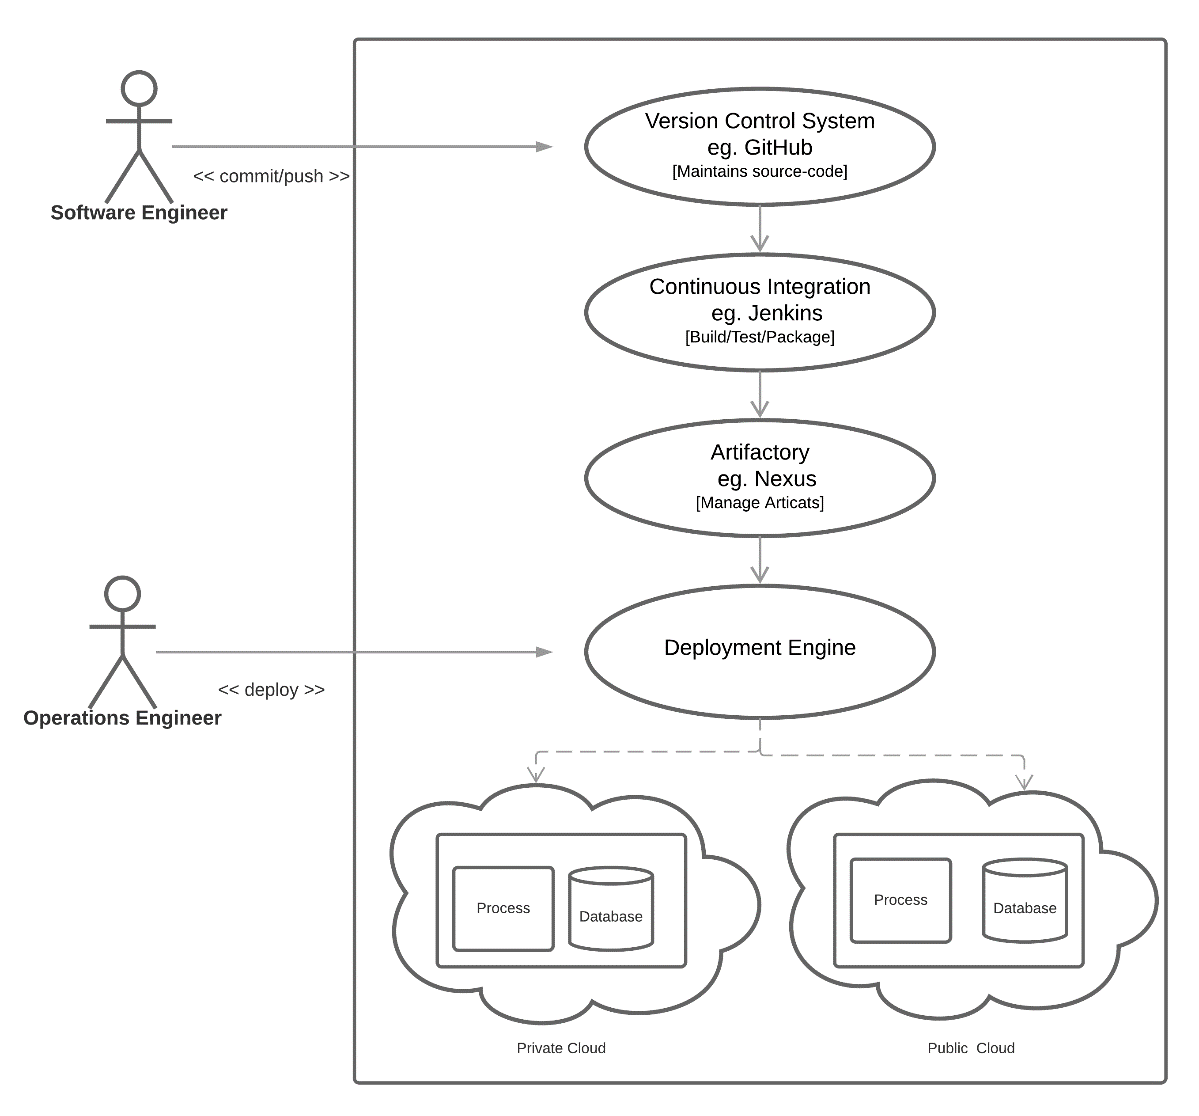 Version Control System
eg. GitHub
[Maintains source-code]
<< commit/push >>
Software Engineer
Continuous Integration
eg. Jenkins
[Build/Test/Package]
Artifactory
eg. Nexus
[Manage Articats]
Deployment Engine
<< deploy >>
Operations Engineer
Process
Database
Process
Database
Private Cloud
Public Cloud